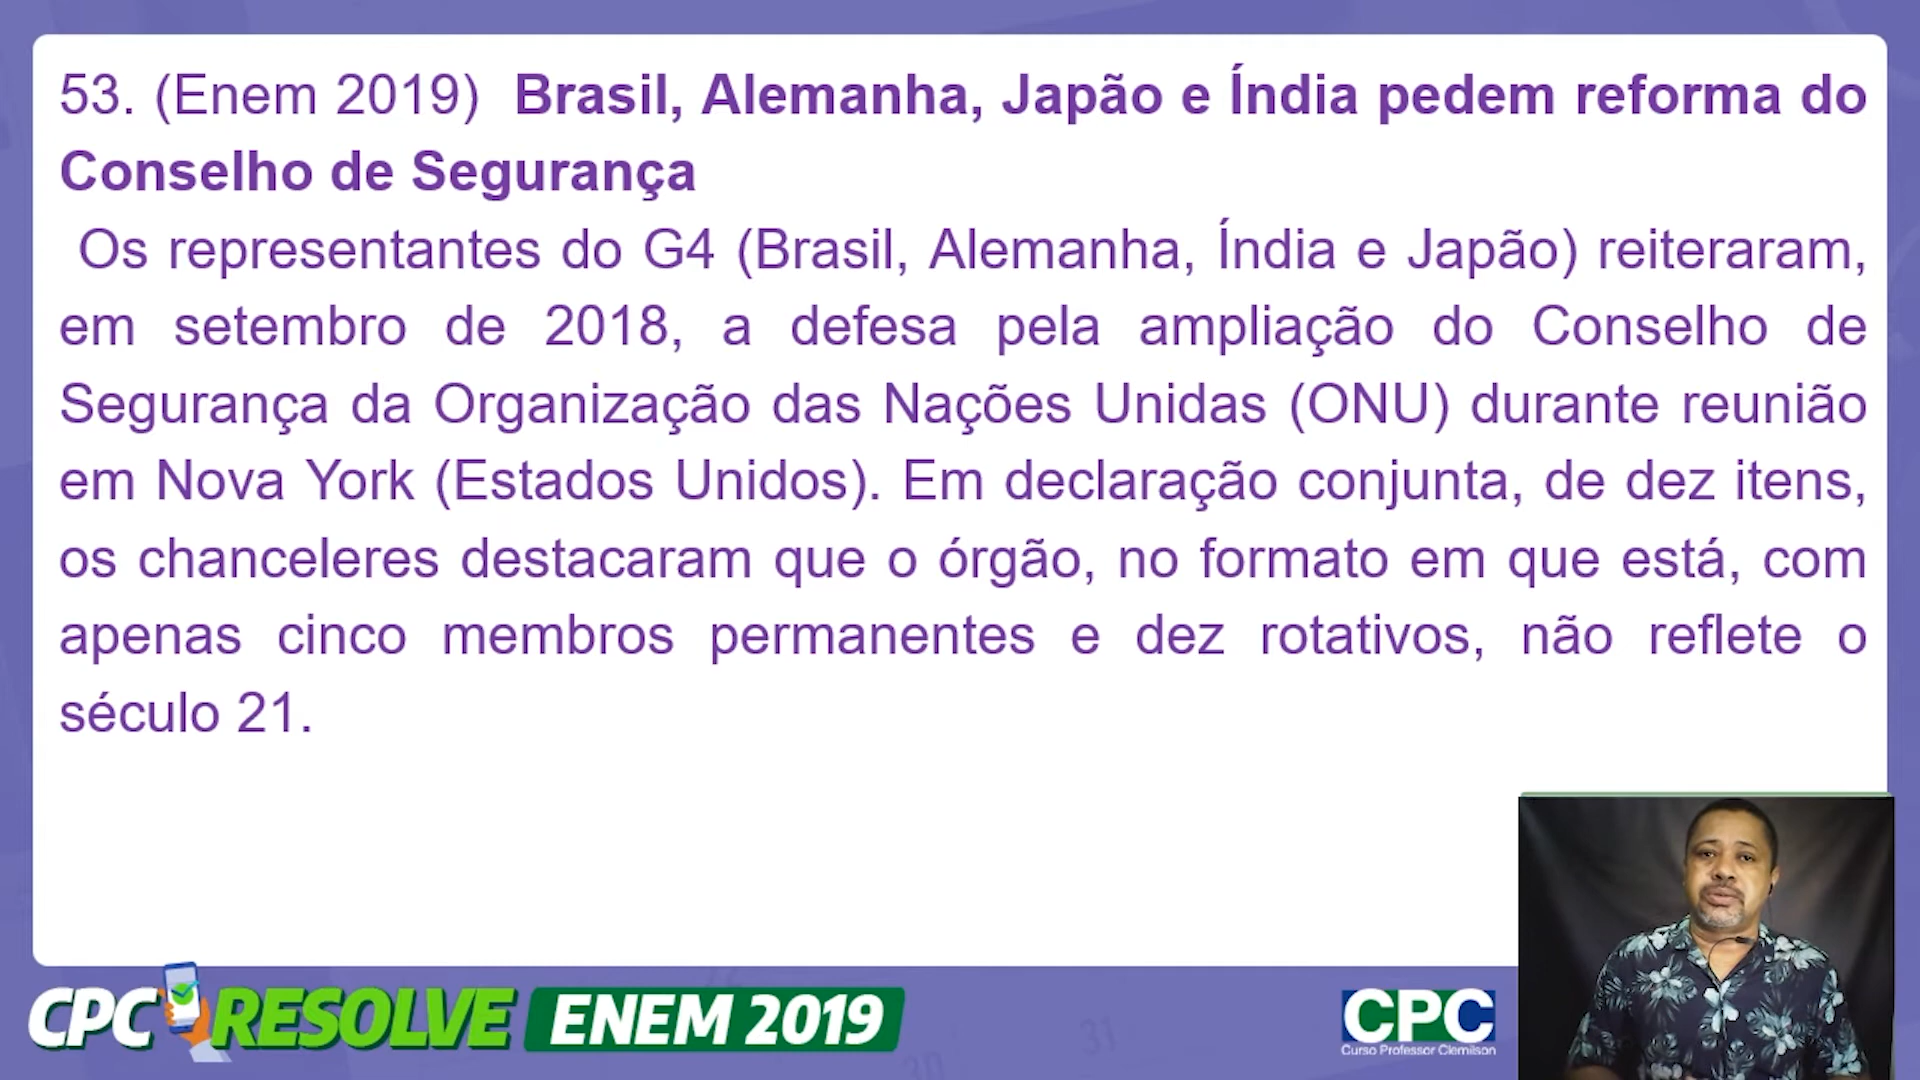 53. (Enem 2019) Brasil, Alemanha, Japão e Índia pedem reforma do
Conselho de Segurança
Os representantes do G4 (Brasil, Alemanha, Índia e Japão) reiteraram,
em setembro de 2018, a defesa pela ampliação do Conselho de
Segurança da Organização das Nações Unidas (ONU) durante reunião
em Nova York (Estados Unidos). Em declaração conjunta, de dez itens,
os chanceleres destacaram que o órgão, no formato em que está, com
apenas cinco membros permanentes e dez rotativos, não reflete o
século 21.
CPC RESOLVE ENEM 2019
CPC
Curso Professor Clemilson
30
31